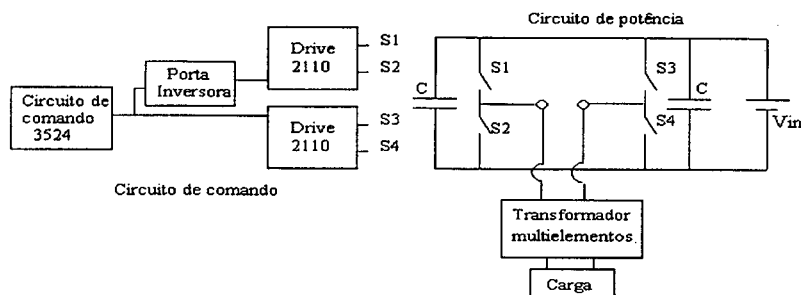 Circuito de potência
Drive
2110
S1
S2
Porta
Inversora
Circuito de
comando
3524
Drive
2110
S3
S4
Circuito de comando
C
S1
S2
S3
S4
C
Vin
Transformador
multielementos
Carga